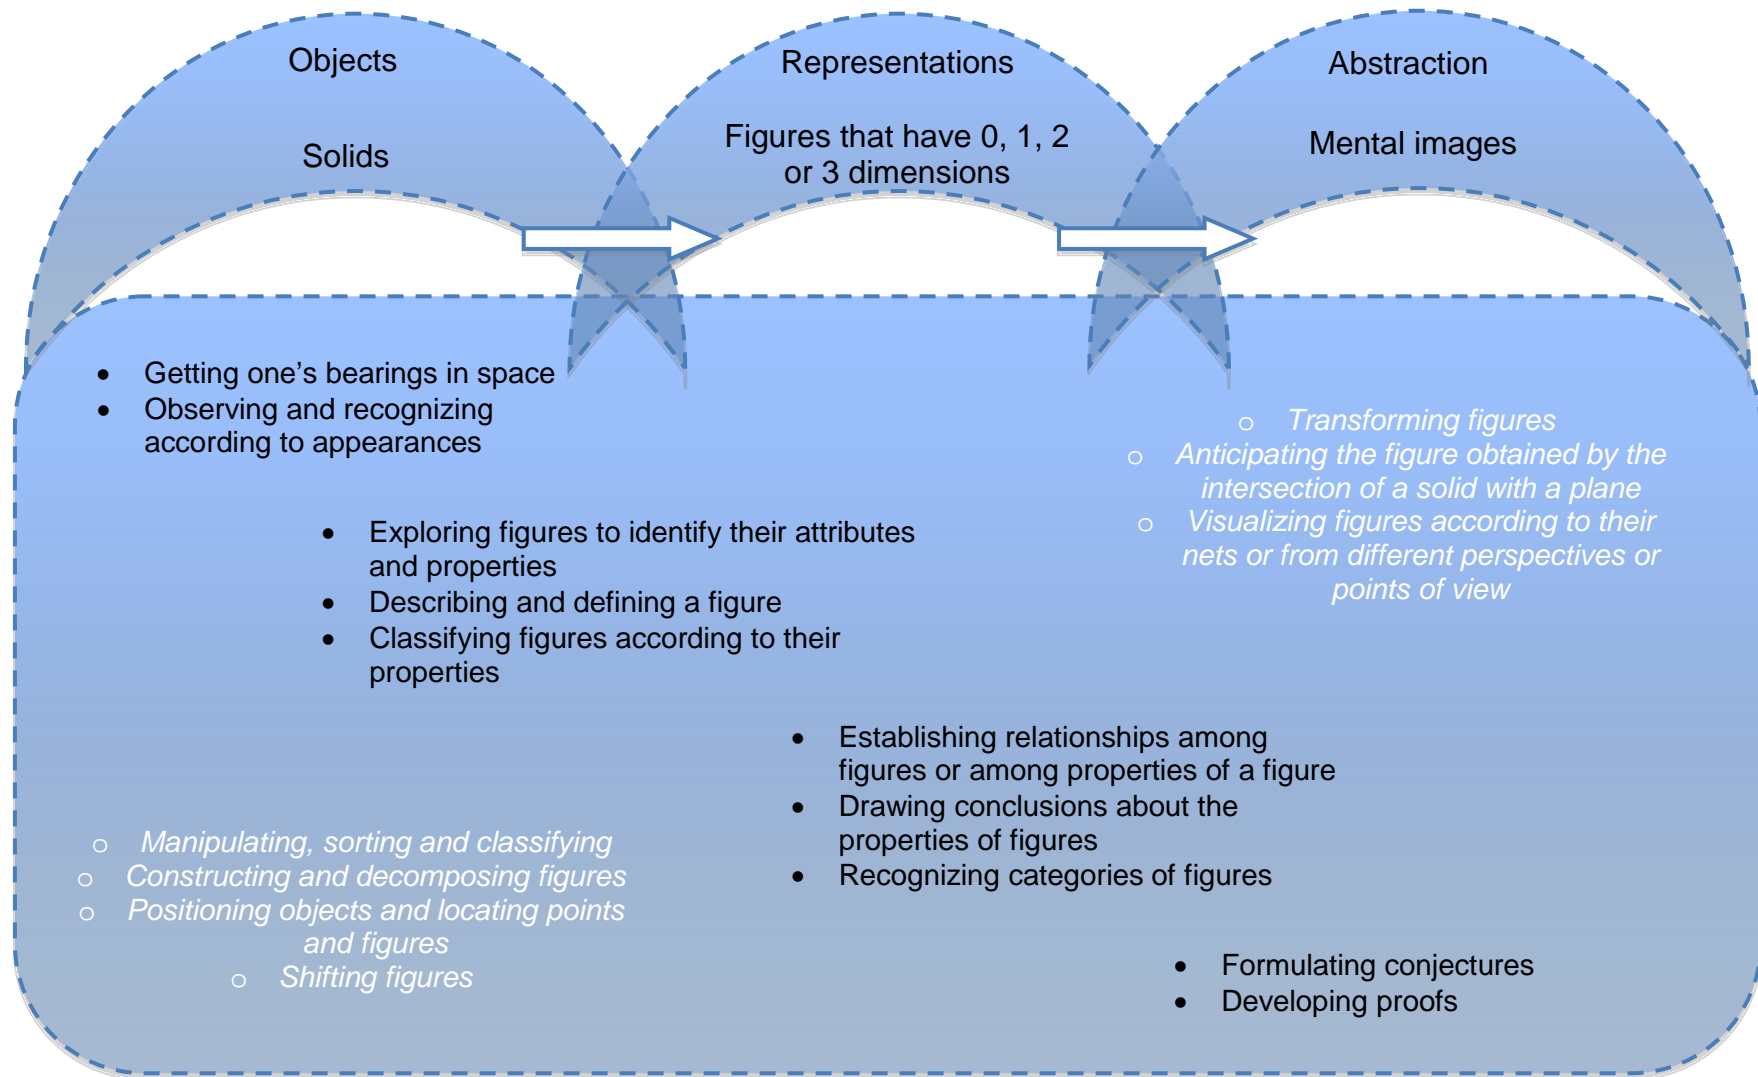 Objects
Solids
Representations
Figures that have 0, 1, 2
or 3 dimensions
Abstraction
Mental images
• Getting one’s bearings in space
• Observing and recognizing
according to appearances
o Transforming figures
o Anticipating the figure obtained by the
intersection of a solid with a plane
o Visualizing figures according to their
nets or from different perspectives or
points of view
• Exploring figures to identify their attributes
and properties
• Describing and defining a figure
• Classifying figures according to their
properties
• Establishing relationships among
figures or among properties of a figure
• Drawing conclusions about the
properties of figures
• Recognizing categories of figures
o Manipulating, sorting and classifying
o Constructing and decomposing figures
o Positioning objects and locating points
and figures
o Shifting figures
• Formulating conjectures
• Developing proofs